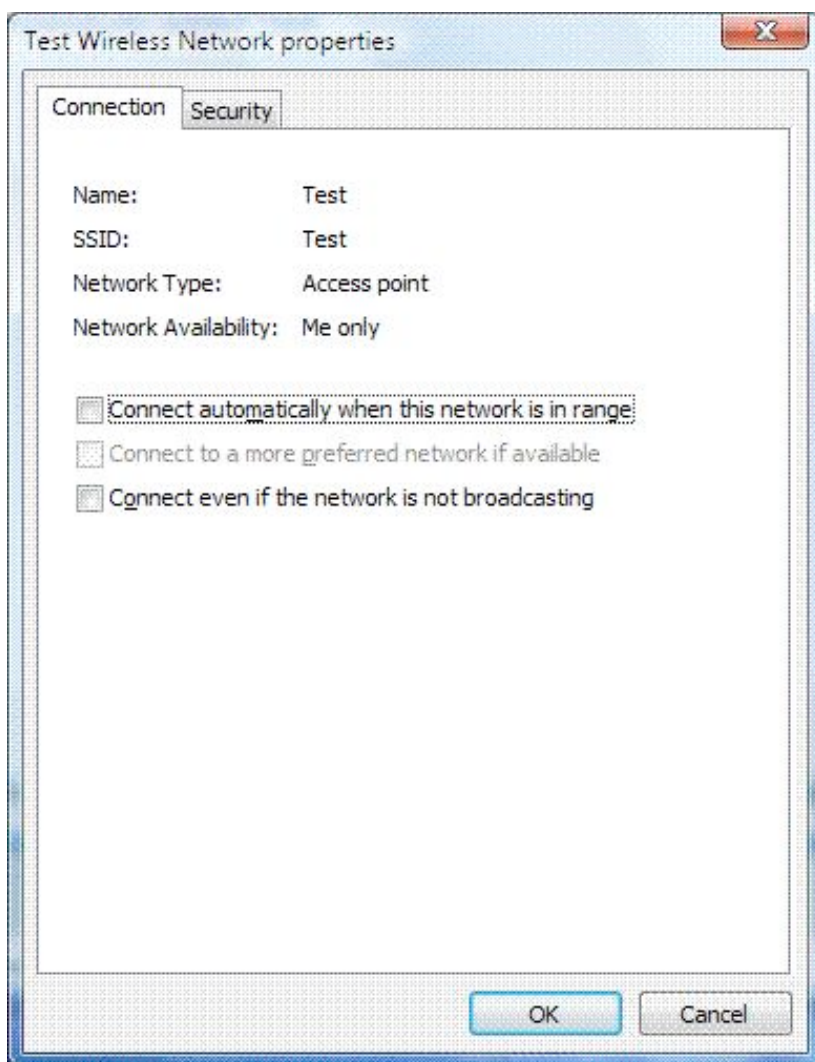 Test Wireless Network properties
Connection Security
Name: Test
SSID: Test
Network Type: Access point
Network Availability: Me only
Connect automatically when this network is in range
Connect to a more preferred network if available
Connect even if the network is not broadcasting
OK Cancel